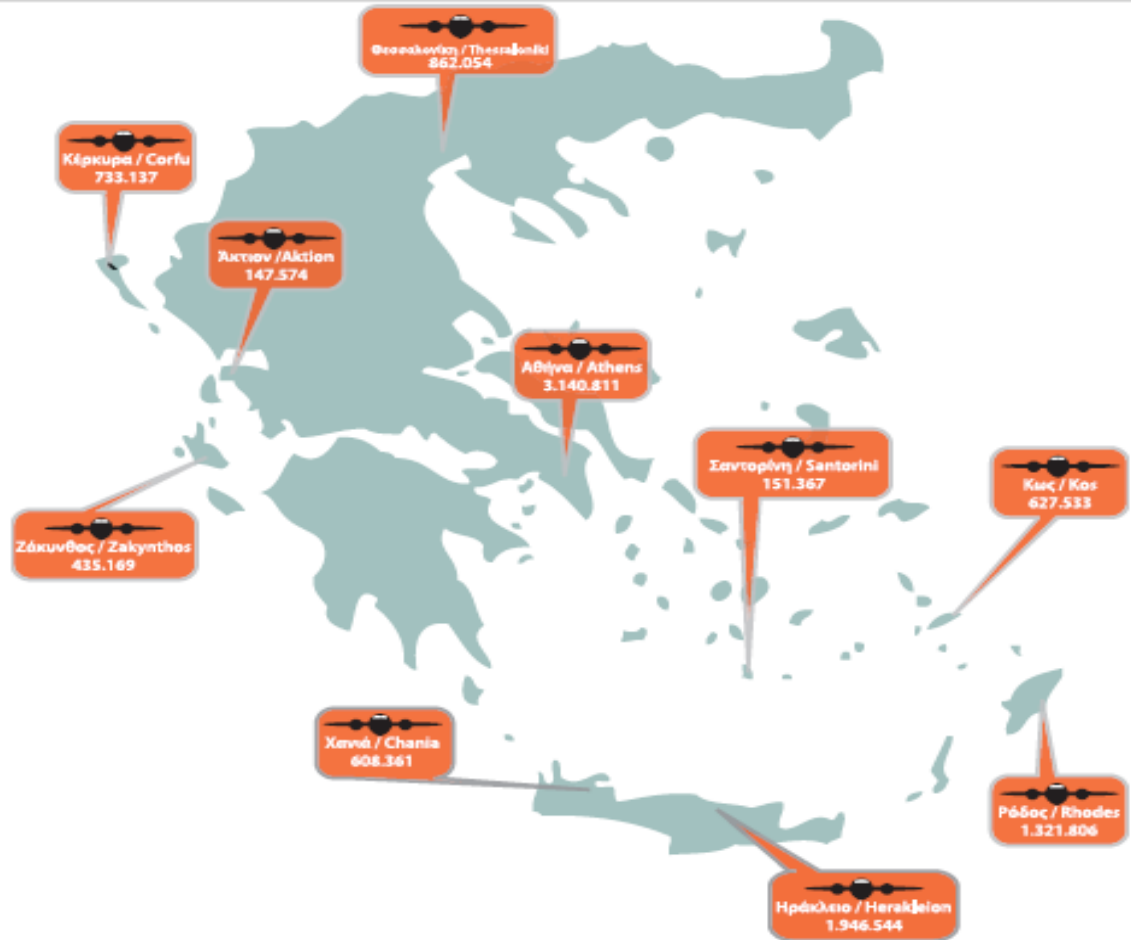 Θεσσαλονίκη / Thessaloniki
862.054
Κέρκυρα / Corfu
733.137
Άκτιον /Aktion
147.574
Αθήνα / Athens
3.140.811
Σαντορίνη / Santorini
151.367
Κως / Kos
627.533
Ζάκυνθος / Zakynthos
435.169
Χανιά / Chania
608.361
Ρόδος / Rhodes
1.321.806
Ηράκλειο / Herakleion
1.946.544